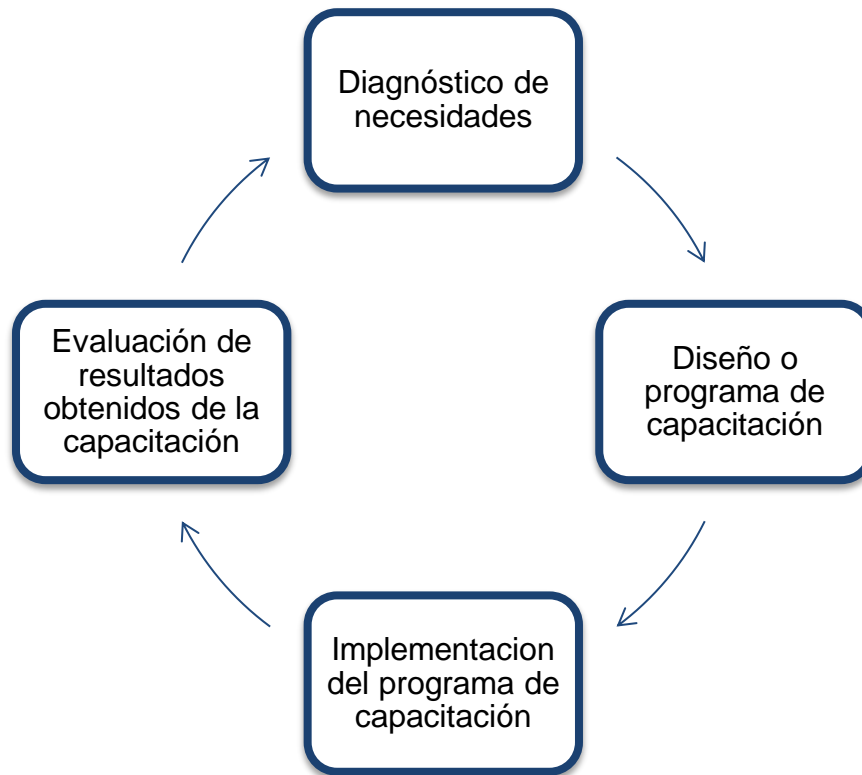 Diagnóstico de
necesidades
Diseño o
programa de
capacitación
Implementacion
del programa de
capacitación
Evaluación de
resultados
obtenidos de la
capacitación